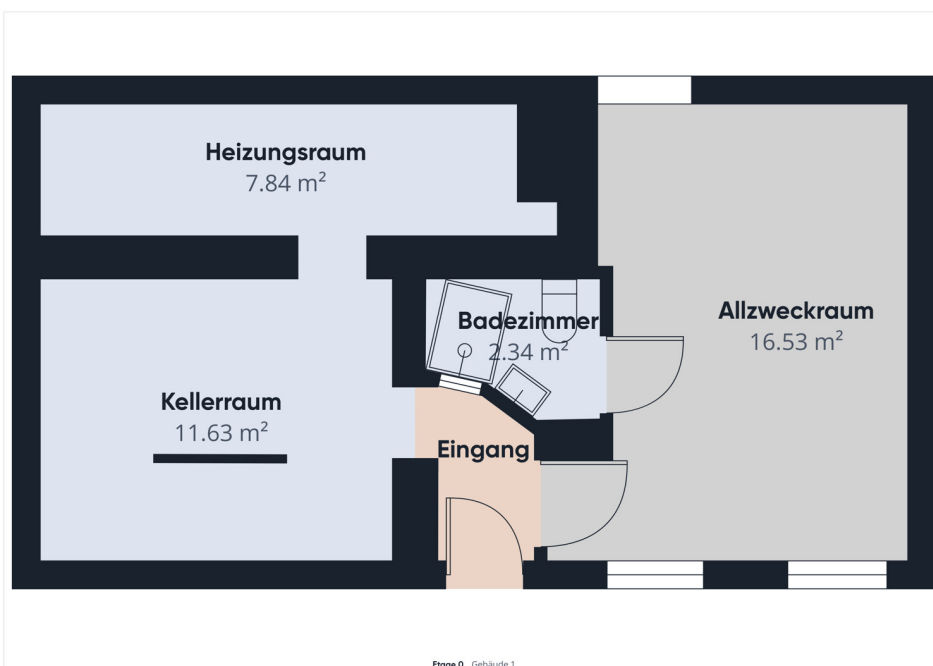 Heizungsraum
7.84 m²
Badezimmer
2.34 m²
Allzweckraum
16.53 m²
Kellerraum
11.63 m²
Eingang
Etage 0 Gebäude 1